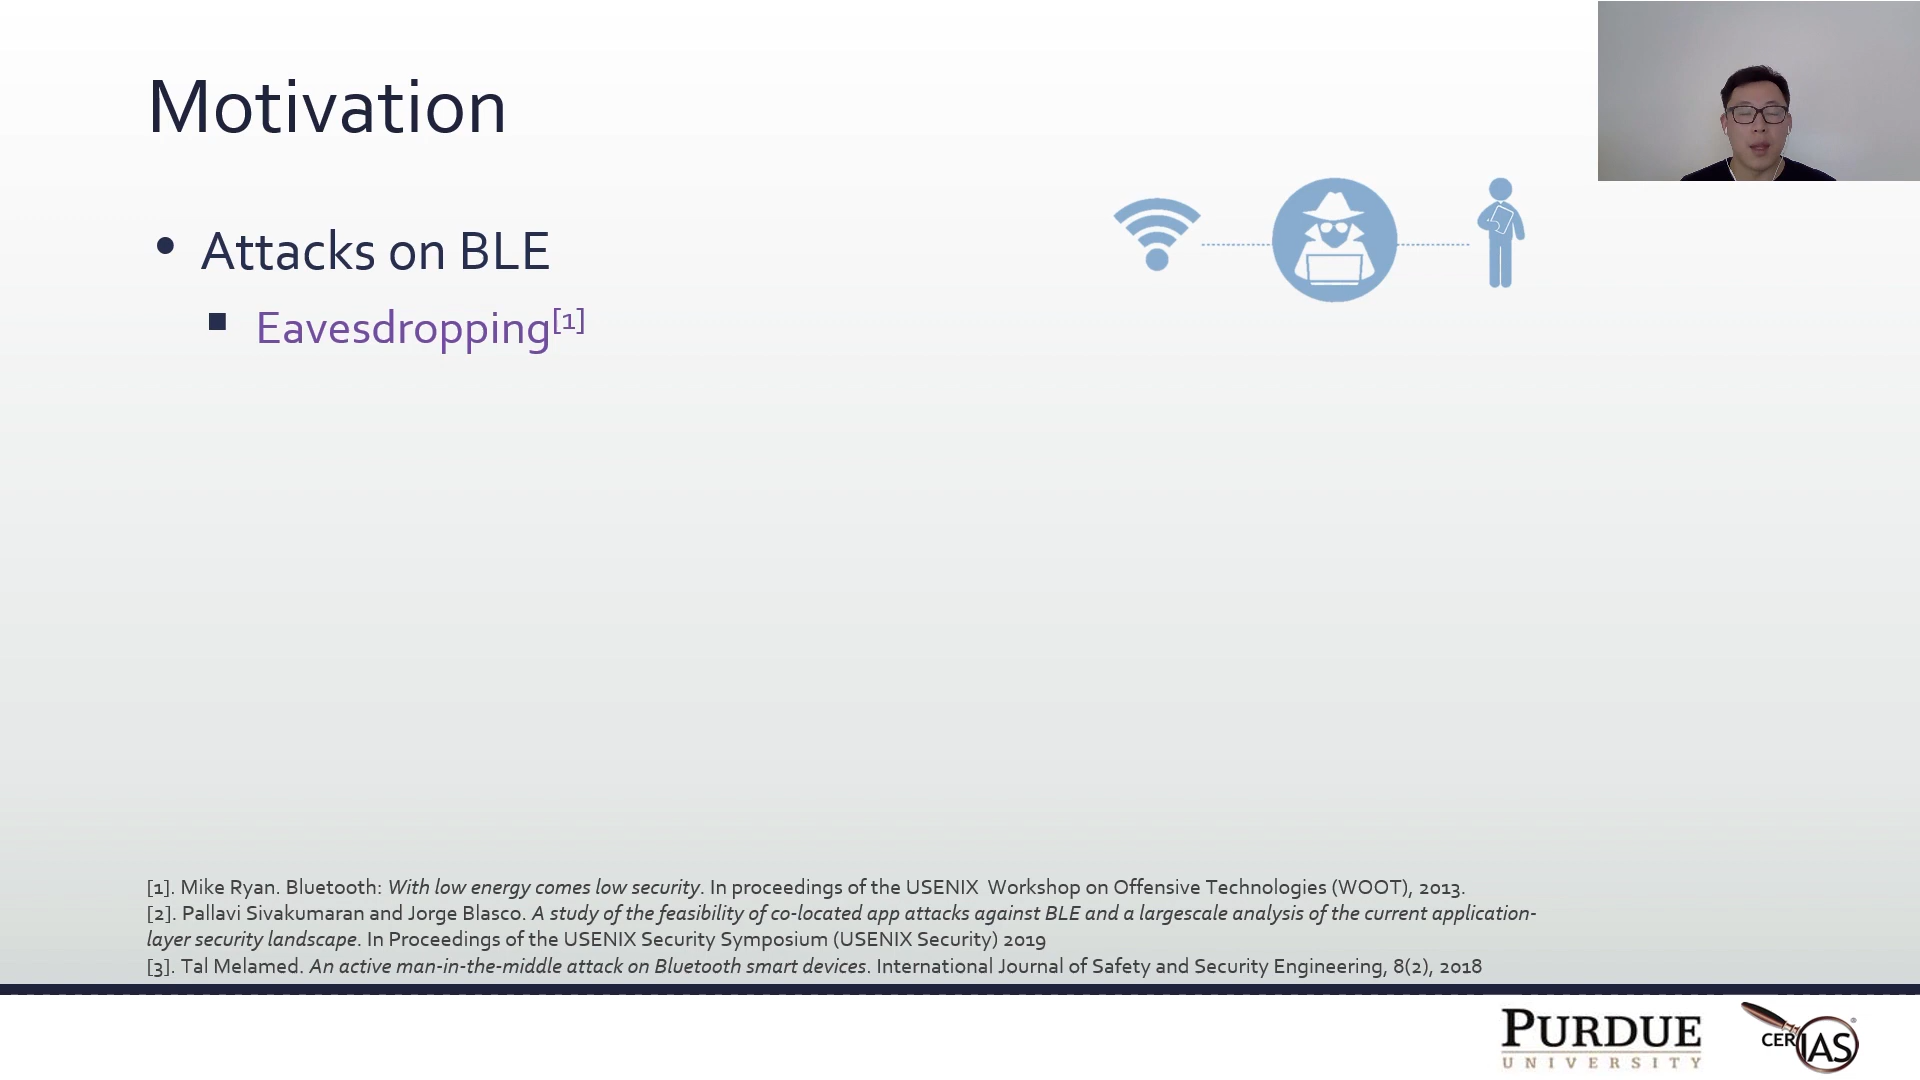 Motivation
• Attacks on BLE
▪ Eavesdropping[1]
[1]. Mike Ryan. Bluetooth: With low energy comes low security. In proceedings of the USENIX Workshop on Offensive Technologies (WOOT), 2013.
[2]. Pallavi Sivakumaran and Jorge Blasco. A study of the feasibility of co-located app attacks against BLE and a largescale analysis of the current application-
layer security landscape. In Proceedings of the USENIX Security Symposium (USENIX Security) 2019
[3]. Tal Melamed. An active man-in-the-middle attack on Bluetooth smart devices. International Journal of Safety and Security Engineering, 8(2), 2018
PURDUE
UNIVERSITY
CERIAS